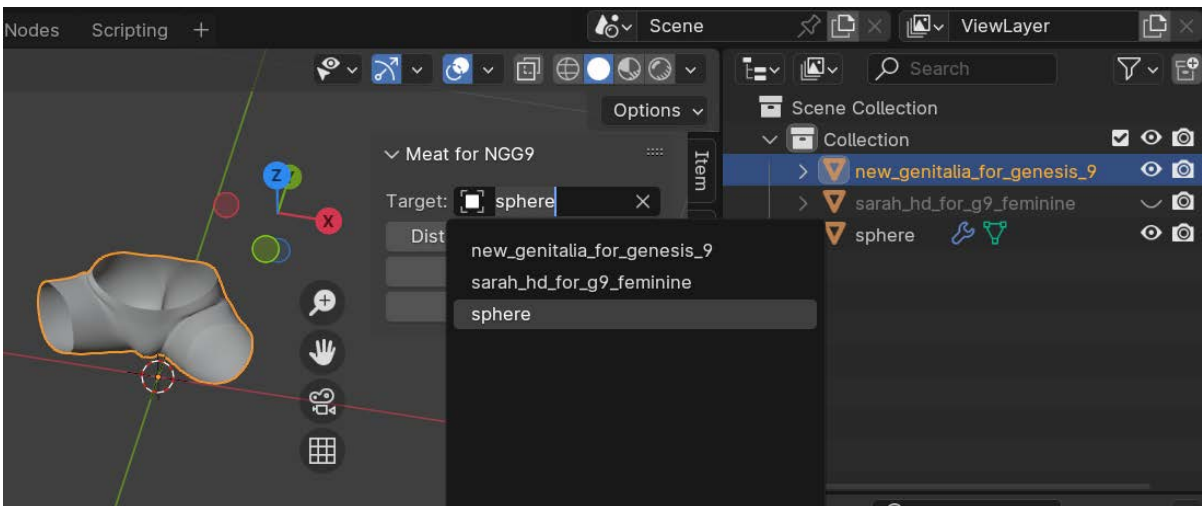 Nodes Scripting + Scene ViewLayer
Search
Options
Scene Collection
Meat for NGG9 Collection
Item
Z Y new_genitalia_for_genesis_9
Target: sphere sarah_hd_for_g9_feminine
X
Dist sphere
new_genitalia_for_genesis_9
sarah_hd_for_g9_feminine
sphere